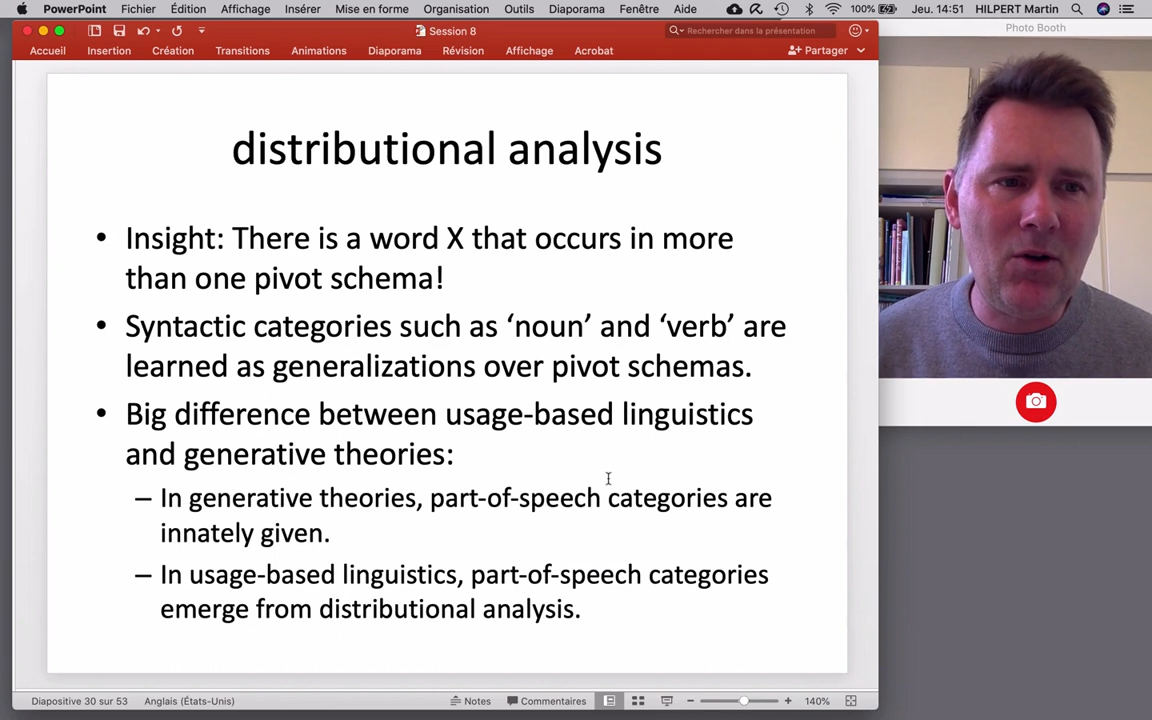 PowerPoint Fichier Édition Affichage Insérer Mise en forme Organisation Outils Diaporama Fenêtre Aide 100% Jeu. 14:51 HILPERT Martin
Photo Booth
Session 8
Rechercher dans la présentation
Accueil Insertion Création Transitions Animations Diaporama Révision Affichage Acrobat Partager
distributional analysis
• Insight: There is a word X that occurs in more
than one pivot schema!
• Syntactic categories such as ‘noun’ and ‘verb’ are
learned as generalizations over pivot schemas.
• Big difference between usage-based linguistics
and generative theories:
– In generative theories, part-of-speech categories are
innately given.
– In usage-based linguistics, part-of-speech categories
emerge from distributional analysis.
Diapositive 30 sur 53 Anglais (États-Unis) Notes Commentaires 140%